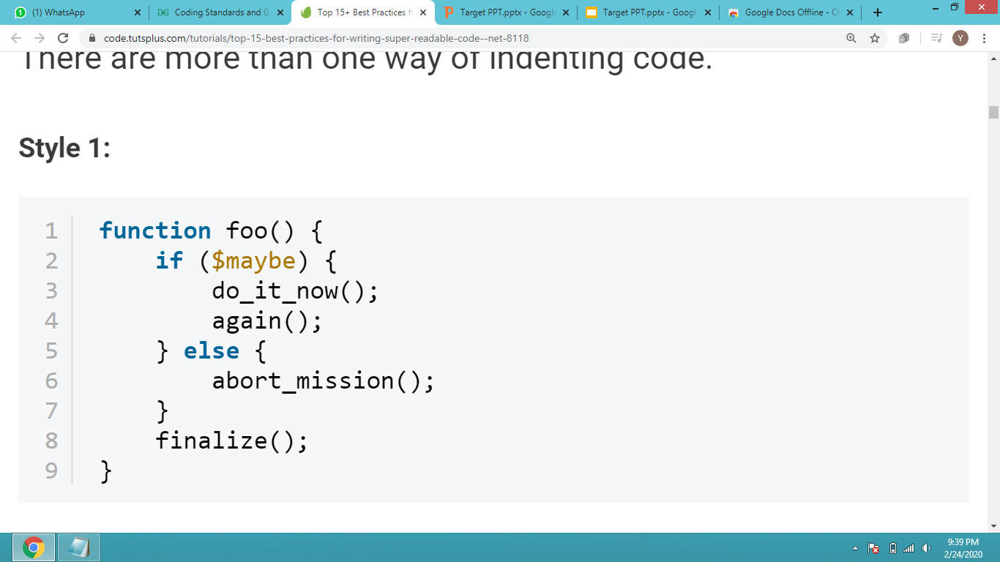 (1) WhatsApp
Coding Standards and G
Top 15+ Best Practices fo
Target PPT.pptx - Google
Target PPT.pptx - Googl
Google Docs Offline - Ch
code.tutsplus.com/tutorials/top-15-best-practices-for-writing-super-readable-code--net-8118
Y
There are more than one way of indenting code.
Style 1:
1 function foo() {
2 if ($maybe) {
3 do_it_now();
4 again();
5 } else {
6 abort_mission();
7 }
8 finalize();
9 }
9:39 PM
2/24/2020